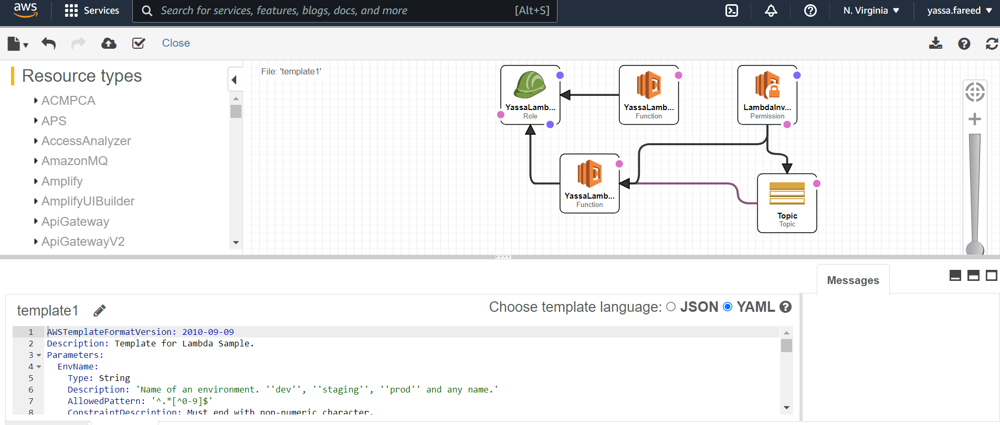 aws
Services
Search for services, features, blogs, docs, and more
[Alt+S]
N. Virginia
yassa.fareed
Close
Resource types
ACMPCA
APS
AccessAnalyzer
AmazonMQ
Amplify
AmplifyUIBuilder
ApiGateway
ApiGatewayV2
File: 'template1'
YassaLamb...
Role
YassaLamb...
Function
LambdaInv...
Permission
YassaLamb...
Function
Topic
Topic
Messages
template1
Choose template language: JSON YAML
1 AWSTemplateFormatVersion: 2010-09-09
2 Description: Template for Lambda Sample.
3 Parameters:
4 EnvName:
5 Type: String
6 Description: 'Name of an environment. ''dev'', ''staging'', ''prod'' and any name.'
7 AllowedPattern: '^.*[^0-9]$'
8 ConstraintDescription: Must end with non-numeric character.